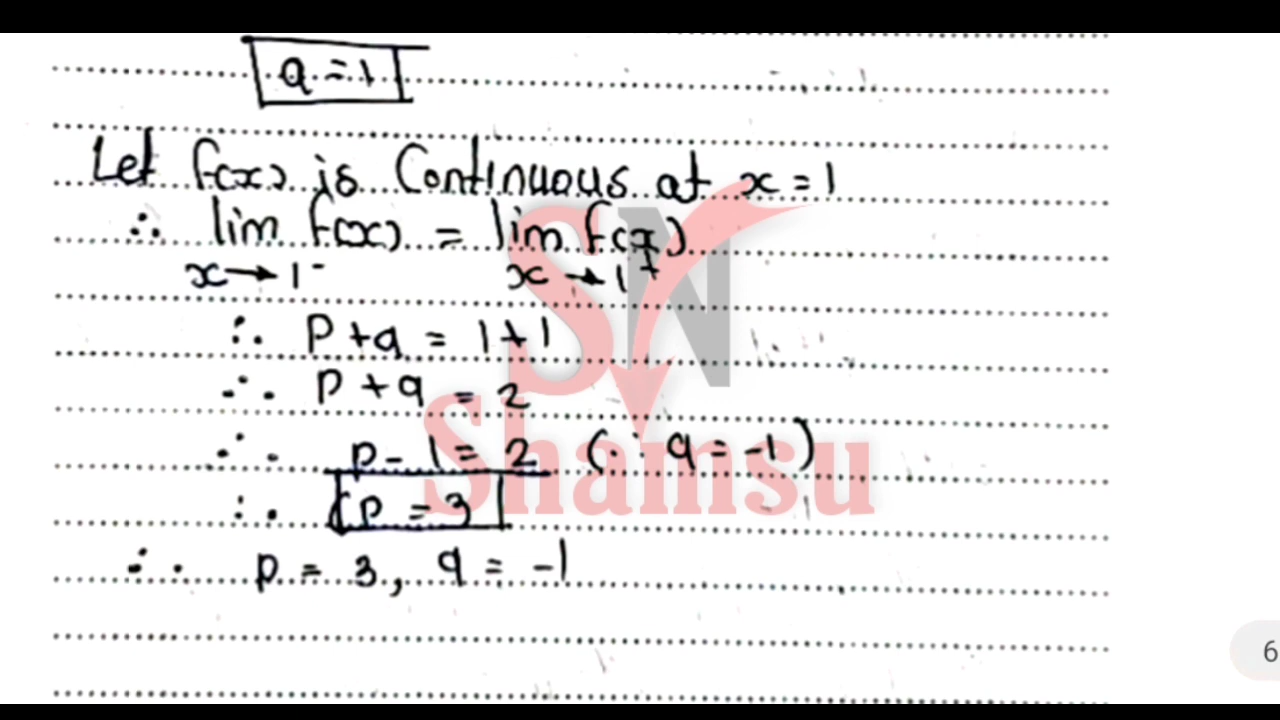 q = 1
Let f(x) is Continuous at x = 1
∴ lim f(x) = lim f(x)
x → 1⁻ x → 1⁺
∴ P + q = 1 + 1
∴ P + q = 2
∴ p - 1 = 2 (∵ q = -1)
∴ p = 3
∴ p = 3, q = -1
SN
Shamsu
6